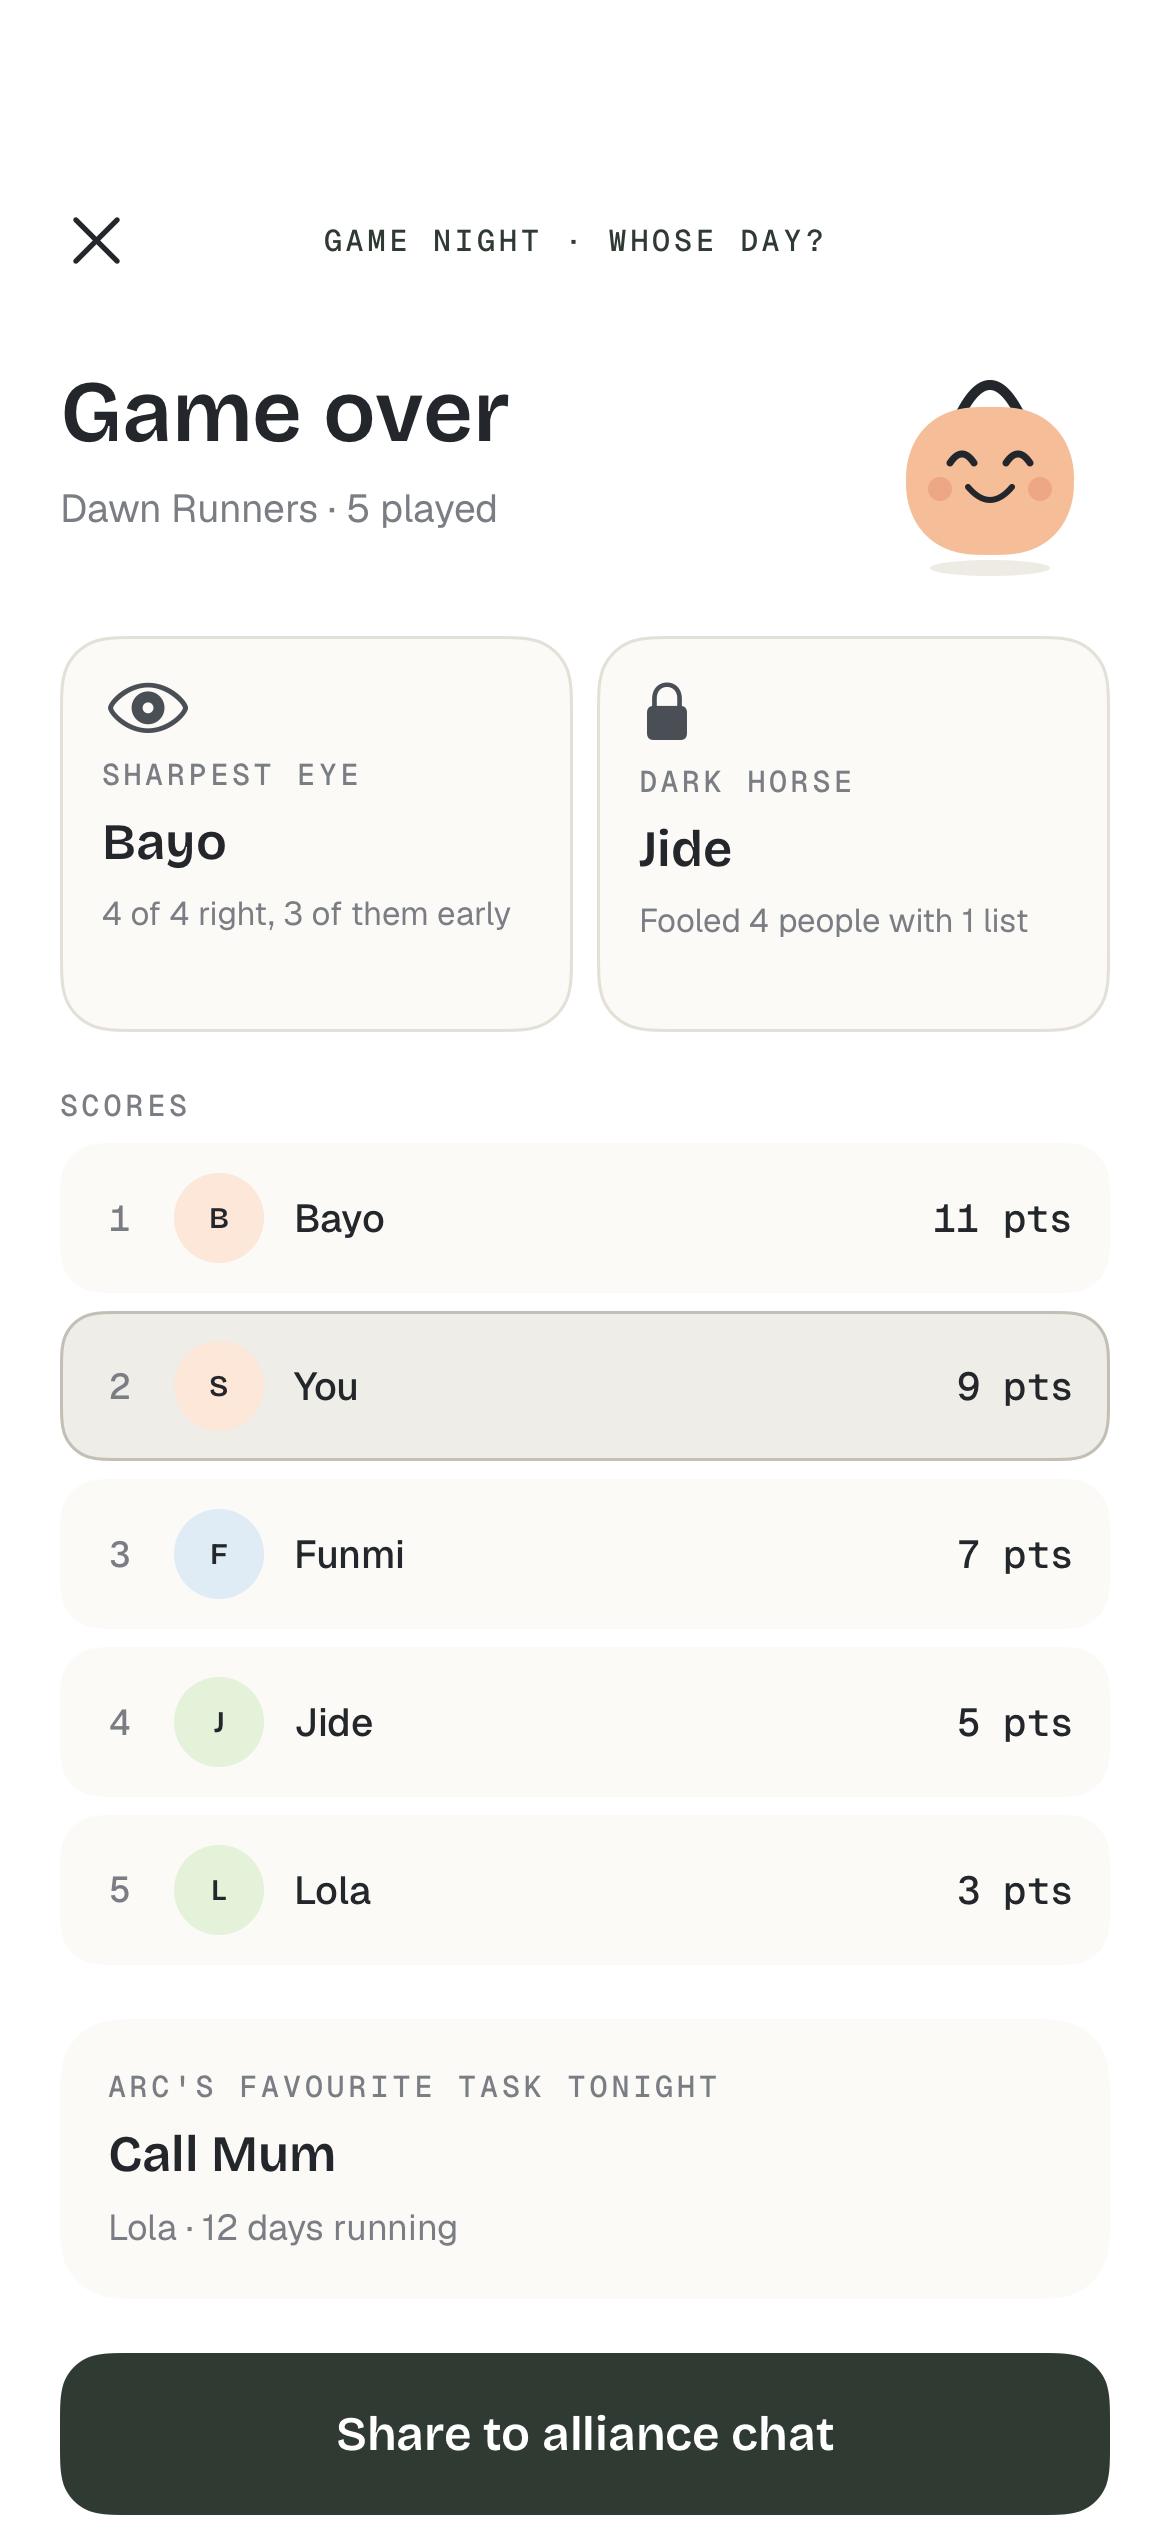 GAME NIGHT · WHOSE DAY?
Game over
Dawn Runners · 5 played
SHARPEST EYE
Bayo
4 of 4 right, 3 of them early
DARK HORSE
Jide
Fooled 4 people with 1 list
SCORES
1 B Bayo 11 pts
2 S You 9 pts
3 F Funmi 7 pts
4 J Jide 5 pts
5 L Lola 3 pts
ARC'S FAVOURITE TASK TONIGHT
Call Mum
Lola · 12 days running
Share to alliance chat